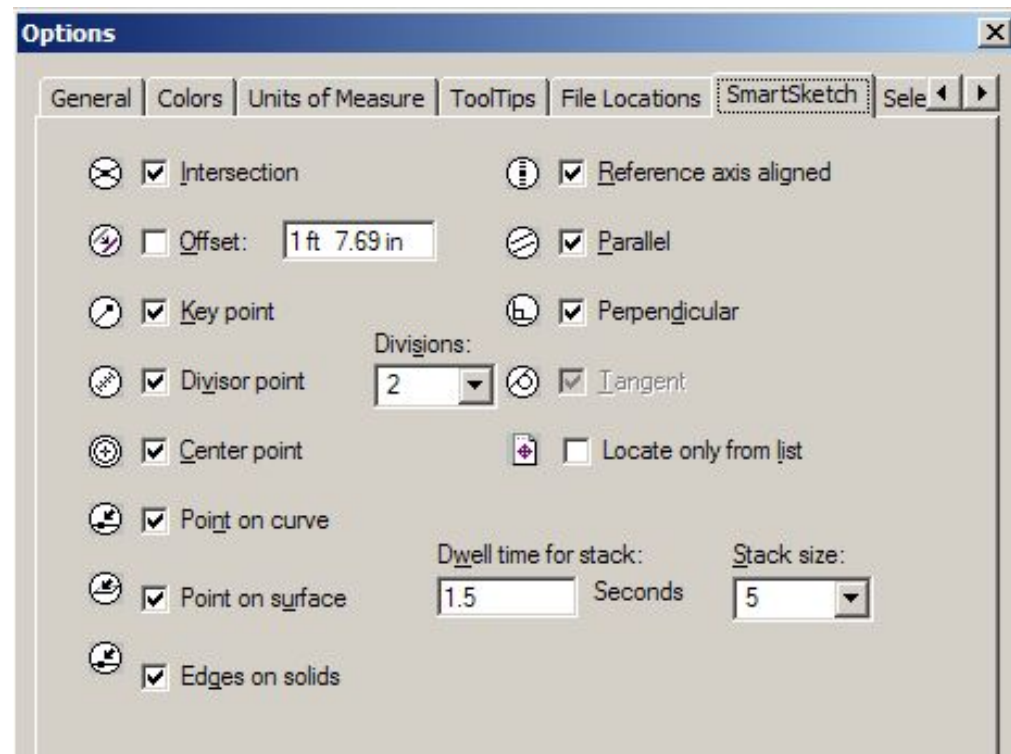 Options
General Colors Units of Measure ToolTips File Locations SmartSketch Sele
Intersection
Reference axis aligned
Offset: 1 ft 7.69 in
Parallel
Key point
Perpendicular
Divisions:
Divisor point
2
Tangent
Center point
Locate only from list
Point on curve
Dwell time for stack:
Stack size:
Point on surface
1.5 Seconds
5
Edges on solids